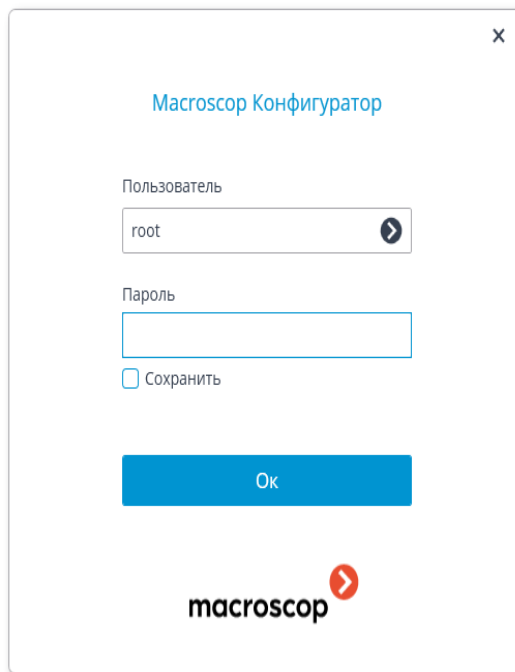 Macroscop Конфигуратор
Пользователь
root
Пароль
Сохранить
Ок
macroscop